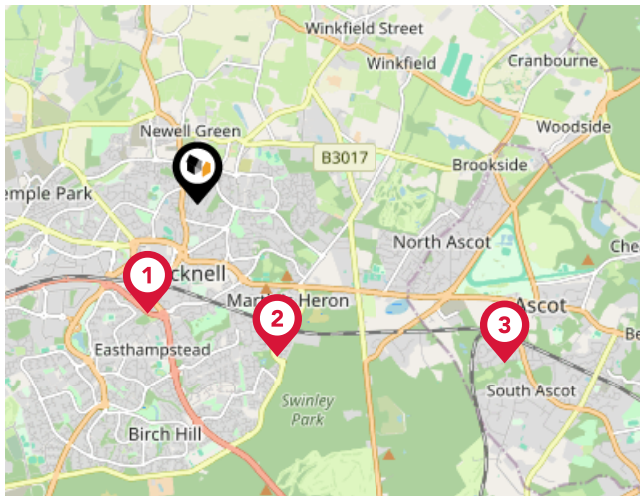 Winkfield Street
Winkfield
Cranbourne
Woodside
Newell Green
B3017
Brookside
emple Park
North Ascot
Che
1
cknell
Mart
Heron
Ascot
2
3
Be
Easthampstead
South Ascot
Swinley
Park
Birch Hill